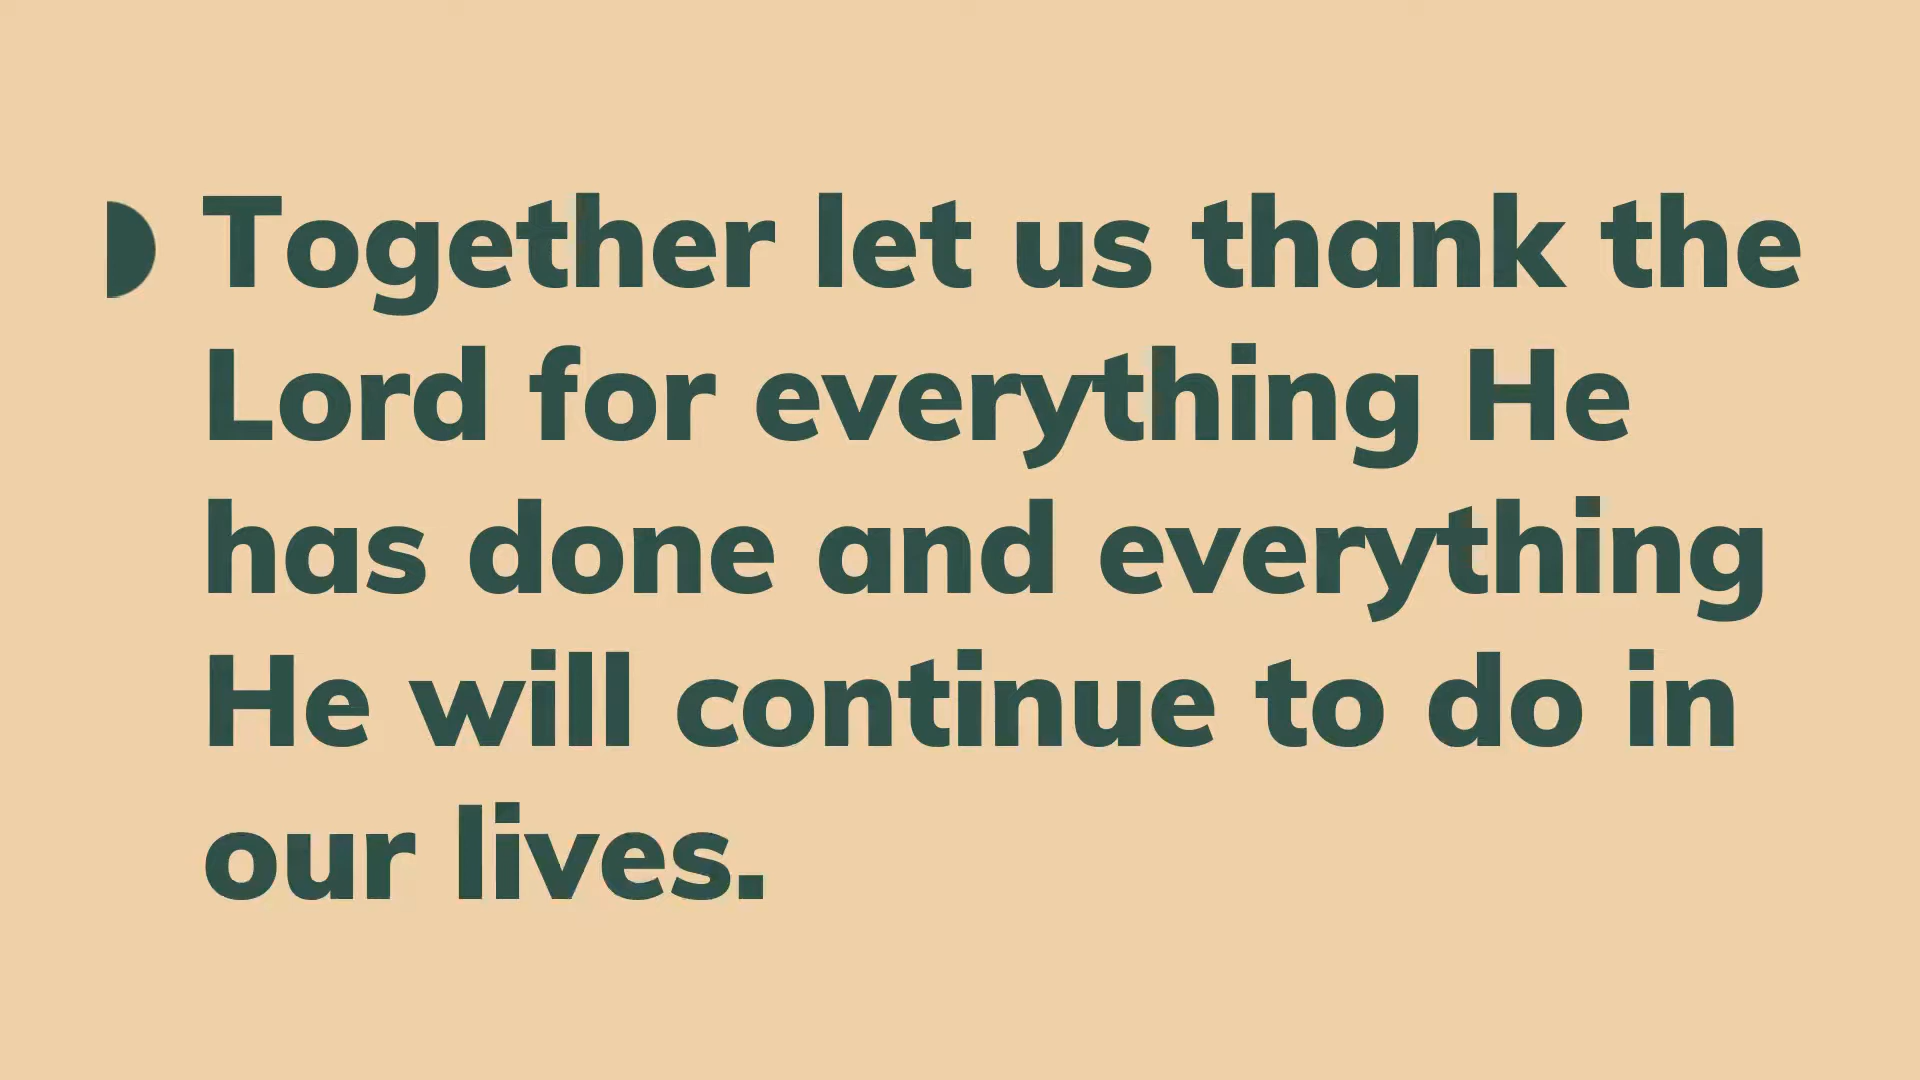 Together let us thank the
Lord for everything He
has done and everything
He will continue to do in
our lives.